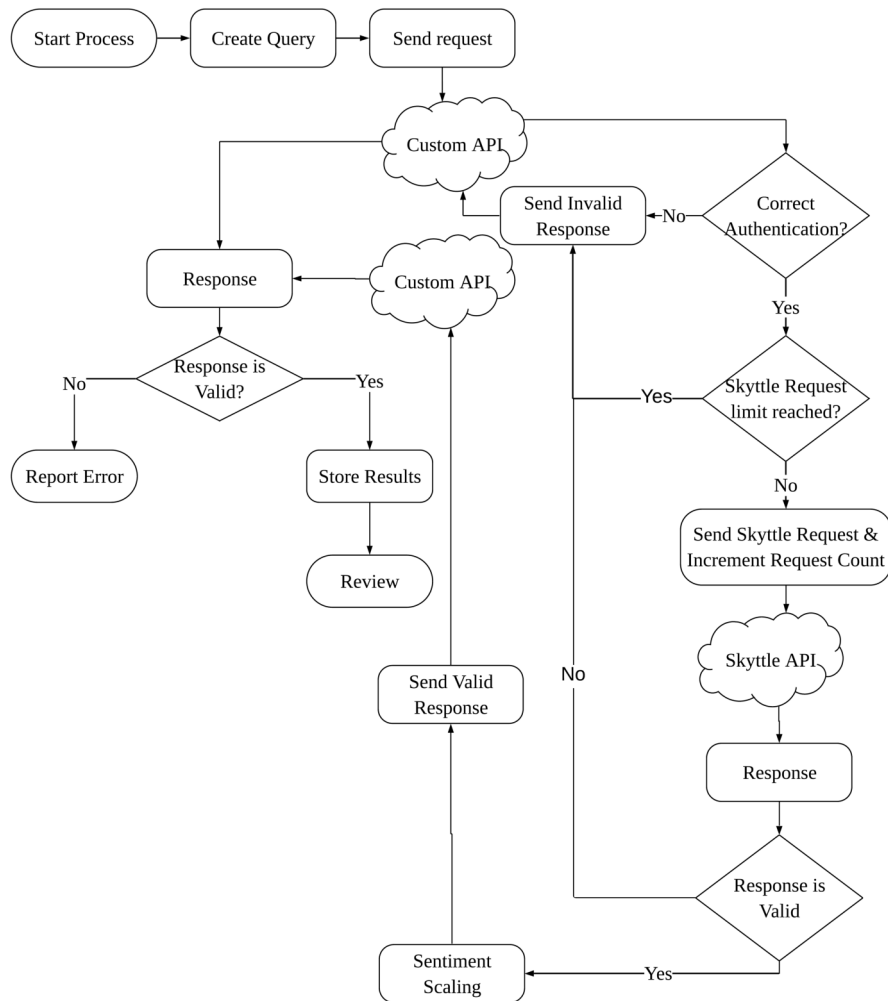 Start Process
Create Query
Send request
Custom API
Send Invalid
Response
No
Correct
Authentication?
Response
Custom API
Yes
Response is
Valid?
No
Yes
Yes
Skyttle Request
limit reached?
Report Error
Store Results
No
Send Skyttle Request &
Increment Request Count
Review
Skyttle API
No
Send Valid
Response
Response
Response is
Valid
Sentiment
Scaling
Yes